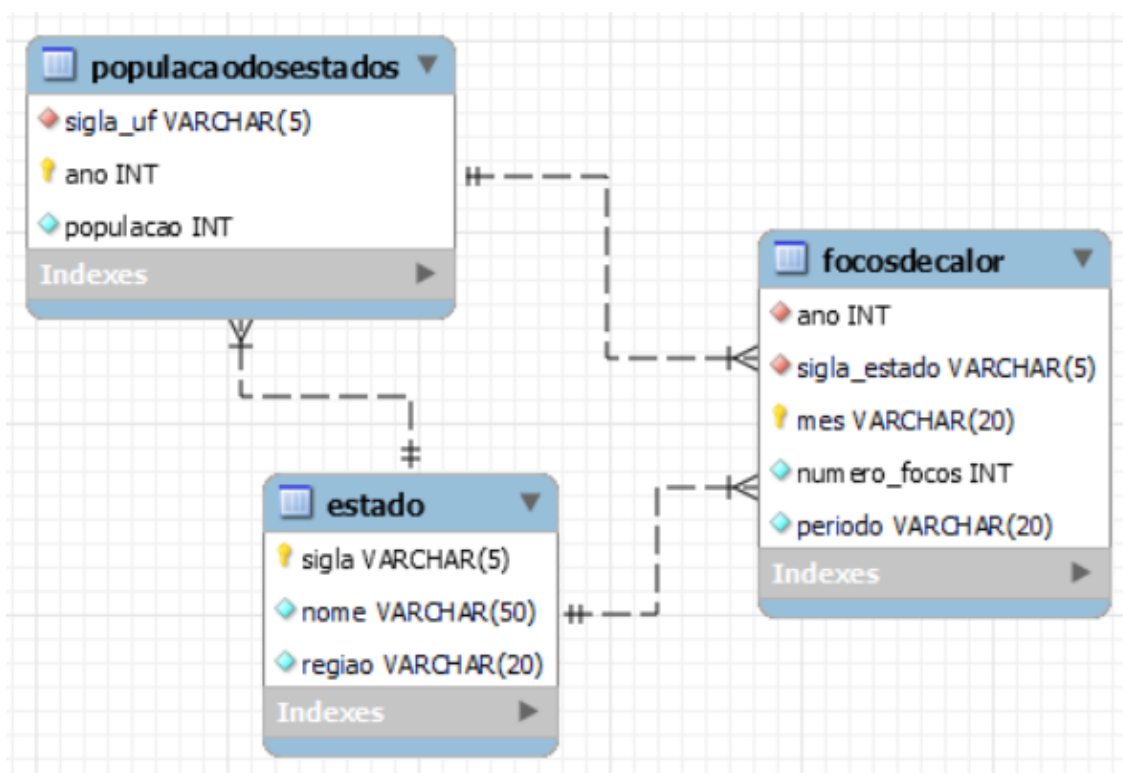 populacaodosestados
sigla_uf VARCHAR(5)
ano INT
populacao INT
Indexes
focosdecalor
ano INT
sigla_estado VARCHAR(5)
mes VARCHAR(20)
numero_focos INT
periodo VARCHAR(20)
Indexes
estado
sigla VARCHAR(5)
nome VARCHAR(50)
regiao VARCHAR(20)
Indexes